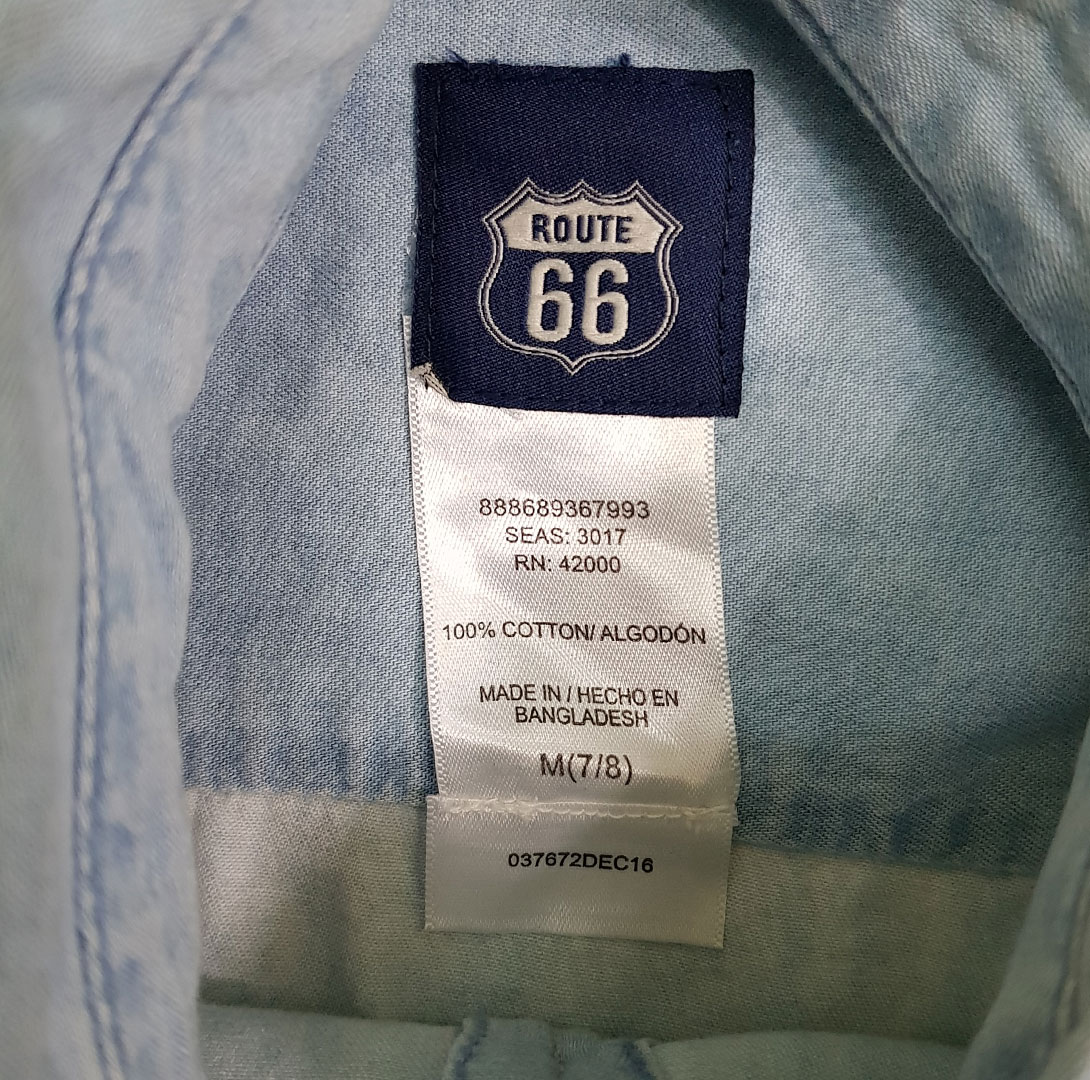 ROUTE
66
888689367993
SEAS: 3017
RN: 42000
100% COTTON/ ALGODÓN
MADE IN / HECHO EN
BANGLADESH
M(7/8)
037672DEC16